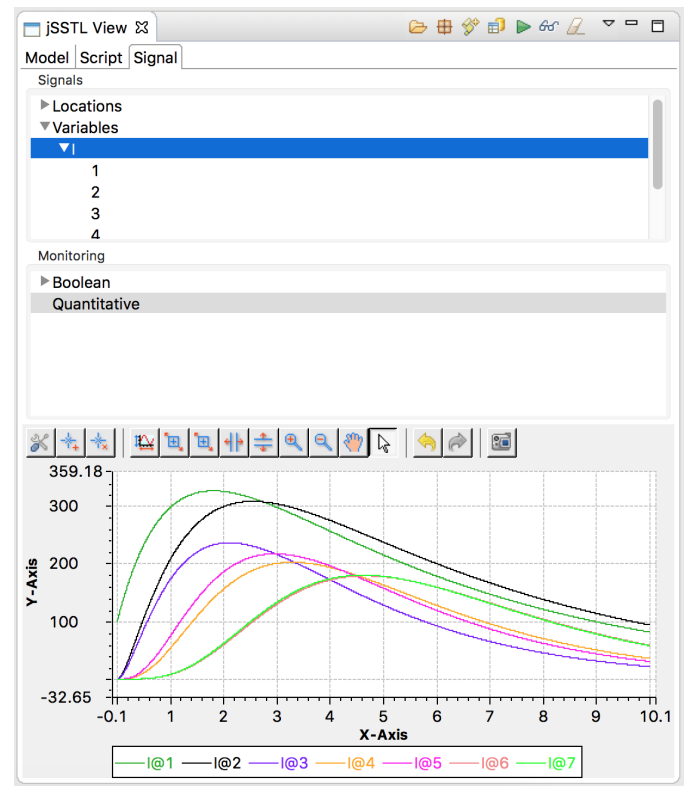 jSSTL View
Model Script Signal
Signals
Locations
Variables
I
1
2
3
4
Monitoring
Boolean
Quantitative
359.18
300
200
100
-32.65
Y-Axis
-0.1 1 2 3 4 5 6 7 8 9 10.1
X-Axis
I@1 I@2 I@3 I@4 I@5 I@6 I@7